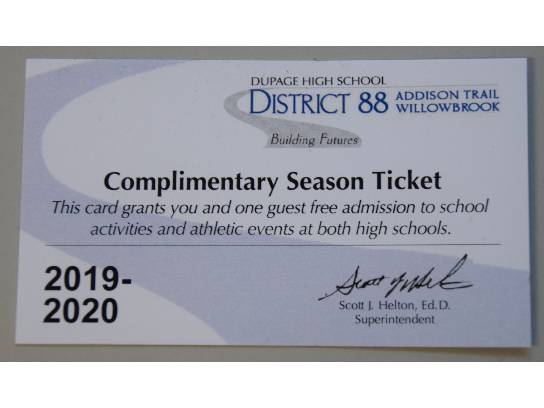 DUPAGE HIGH SCHOOL
DISTRICT 88 ADDISON TRAIL
WILLOWBROOK
Building Futures
Complimentary Season Ticket
This card grants you and one guest free admission to school
activities and athletic events at both high schools.
2019-
2020
Scott J. Helton, Ed.D.
Superintendent